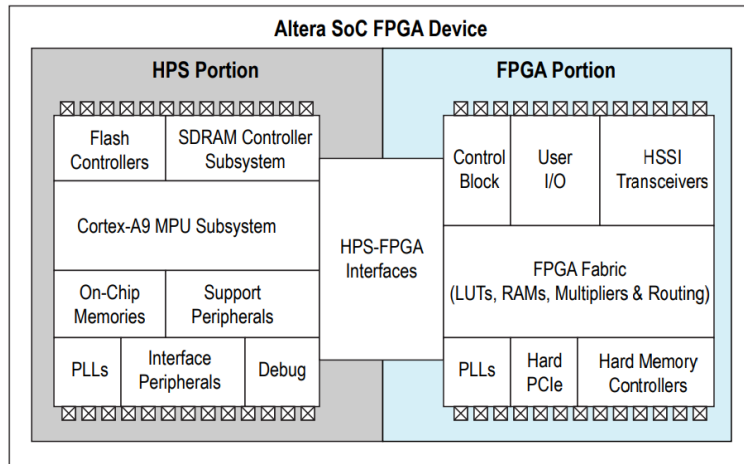 Altera SoC FPGA Device
HPS Portion
Flash
Controllers
SDRAM Controller
Subsystem
Cortex-A9 MPU Subsystem
On-Chip
Memories
Support
Peripherals
PLLs
Interface
Peripherals
Debug
HPS-FPGA
Interfaces
FPGA Portion
Control
Block
User
I/O
HSSI
Transceivers
FPGA Fabric
(LUTs, RAMs, Multipliers & Routing)
PLLs
Hard
PCIe
Hard Memory
Controllers